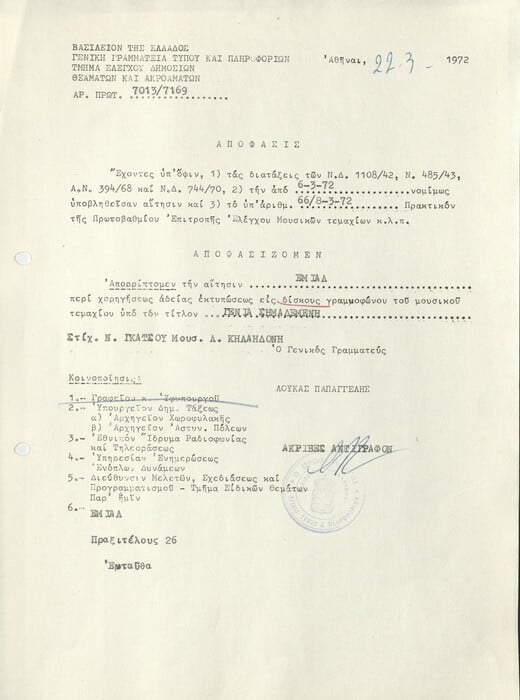 ΒΑΣΙΛΕΙΟΝ ΤΗΣ ΕΛΛΑΔΟΣ
ΓΕΝΙΚΗ ΓΡΑΜΜΑΤΕΙΑ ΤΥΠΟΥ ΚΑΙ ΠΛΗΡΟΦΟΡΙΩΝ
ΤΜΗΜΑ ΕΛΕΓΧΟΥ ΔΗΜΟΣΙΩΝ
ΘΕΑΜΑΤΩΝ ΚΑΙ ΑΚΡΟΑΜΑΤΩΝ
ΑΡ. ΠΡΩΤ. 7013/7169
Ἀθῆναι, 22.3 - 1972
ΑΠΟΦΑΣΙΣ
Ἔχοντες ὑπ'ὄψιν, 1) τάς διατάξεις τῶν Ν.Δ. 1108/42, Ν. 485/43,
Α.Ν. 394/68 καί Ν.Δ. 744/70, 2) τήν ἀπό 6-3-72 νομίμως
ὑποβληθεῖσαν αἴτησιν καί 3) τό ὑπ'ἀριθμ. 66/8-3-72 Πρακτικόν
τῆς Πρωτοβαθμίου Ἐπιτροπῆς Ἐλέγχου Μουσικῶν τεμαχίων κ.λ.π.
ΑΠΟΦΑΣΙΖΟΜΕΝ
Ἀπορρίπτομεν τήν αἴτησιν ΕΜΙΑΛ
περί χορηγήσεως ἀδείας ἐκτυπώσεως εἰς δίσκους γραμμοφώνου τοῦ μουσικοῦ
τεμαχίου ὑπό τόν τίτλον ΓΕΝΙΑ ΣΗΜΑΔΕΜΕΝΗ
Στίχ. Ν. ΓΚΑΤΣΟΥ Μουσ. Λ. ΚΗΛΑΗΔΟΝΗ
Ὁ Γενικός Γραμματεύς
Κοινοποίησις:
ΛΟΥΚΑΣ ΠΑΠΑΓΓΕΛΗΣ
1.- Γραφεῖον κ. Ὑφυπουργοῦ
2.- Ὑπουργεῖον Δημ. Τάξεως
α) Ἀρχηγεῖον Χωροφυλακῆς
β) Ἀρχηγεῖον Ἀστυν. Πόλεων
3.- Ἐθνικόν Ἵδρυμα Ραδιοφωνίας
καί Τηλεοράσεως
ΑΚΡΙΒΕΣ ΑΝΤΙΓΡΑΦΟΝ
4.- Ὑπηρεσίαν Ἐνημερώσεως
Ἐνόπλων Δυνάμεων
5.- Διεύθυνσιν Μελετῶν, Σχεδιάσεως καί
Προγραμματισμοῦ - Τμῆμα Εἰδικῶν Θεμάτων
Παρ' ἡμῖν
6.- ΕΜΙΑΛ
Πραξιτέλους 26
Ἐνταῦθα